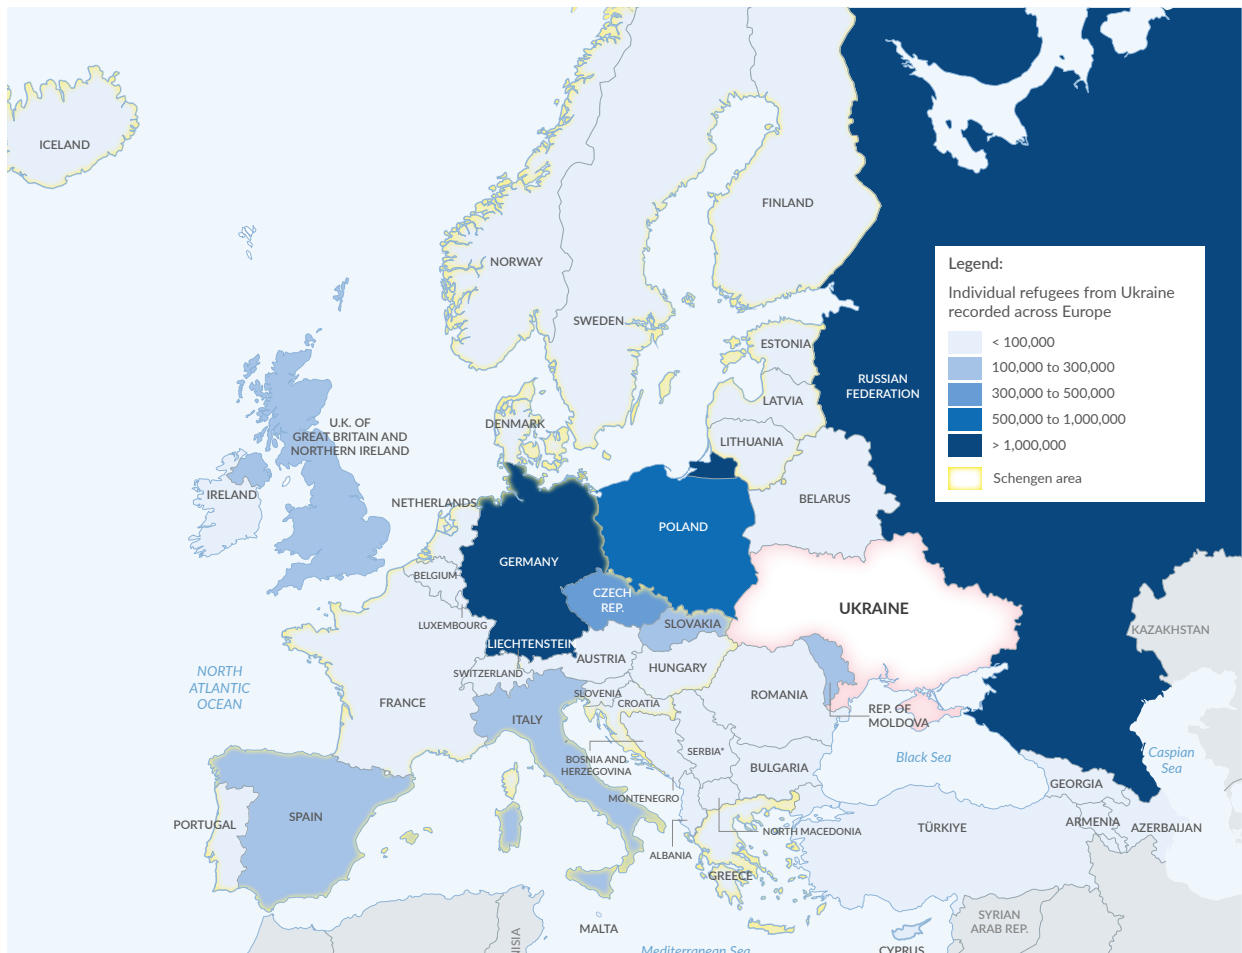 ICELAND
FINLAND
NORWAY
SWEDEN
ESTONIA
LATVIA
LITHUANIA
DENMARK
RUSSIAN
FEDERATION
Legend:
Individual refugees from Ukraine
recorded across Europe
< 100,000
100,000 to 300,000
300,000 to 500,000
500,000 to 1,000,000
> 1,000,000
Schengen area
U.K. OF
GREAT BRITAIN AND
NORTHERN IRELAND
IRELAND
NETHERLANDS
BELARUS
POLAND
GERMANY
BELGIUM
CZECH
REP.
UKRAINE
LUXEMBOURG
SLOVAKIA
KAZAKHSTAN
LIECHTENSTEIN
AUSTRIA
HUNGARY
SWITZERLAND
NORTH
ATLANTIC
OCEAN
FRANCE
SLOVENIA
CROATIA
ROMANIA
REP. OF
MOLDOVA
ITALY
BOSNIA AND
HERZEGOVINA
SERBIA*
BULGARIA
Black Sea
Caspian
Sea
GEORGIA
MONTENEGRO
PORTUGAL
SPAIN
NORTH MACEDONIA
ALBANIA
TÜRKIYE
ARMENIA
AZERBAIJAN
GREECE
MALTA
SYRIAN
ARAB REP.
CYPRUS
Mediterranean Sea
ISIA